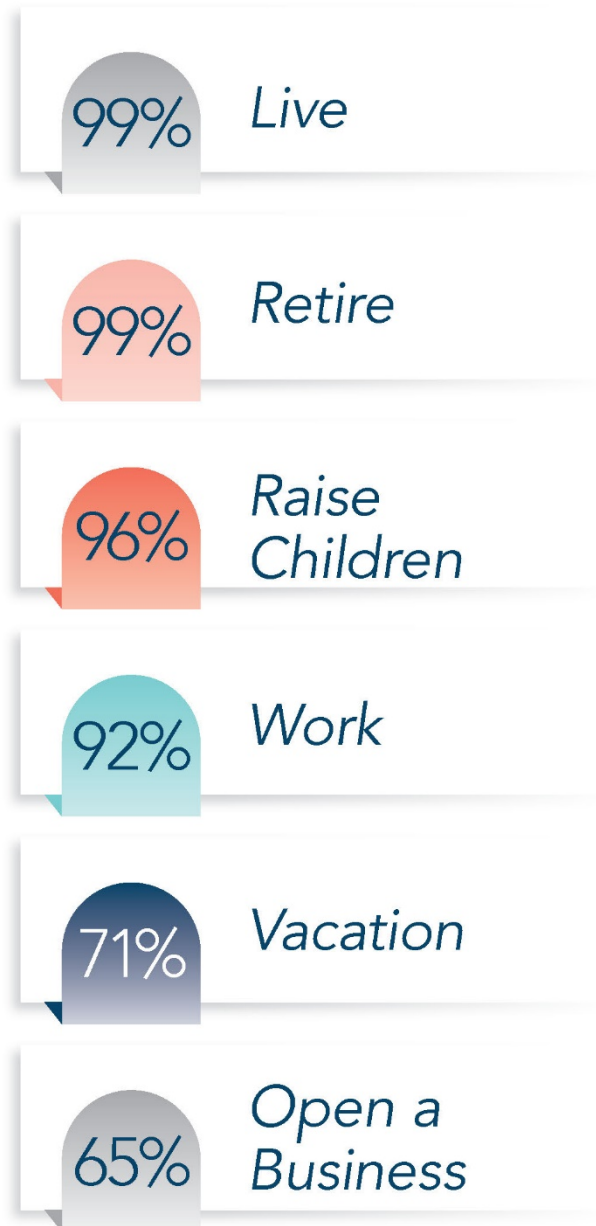 99%
Live
99%
Retire
96%
Raise
Children
92%
Work
71%
Vacation
65%
Open a
Business